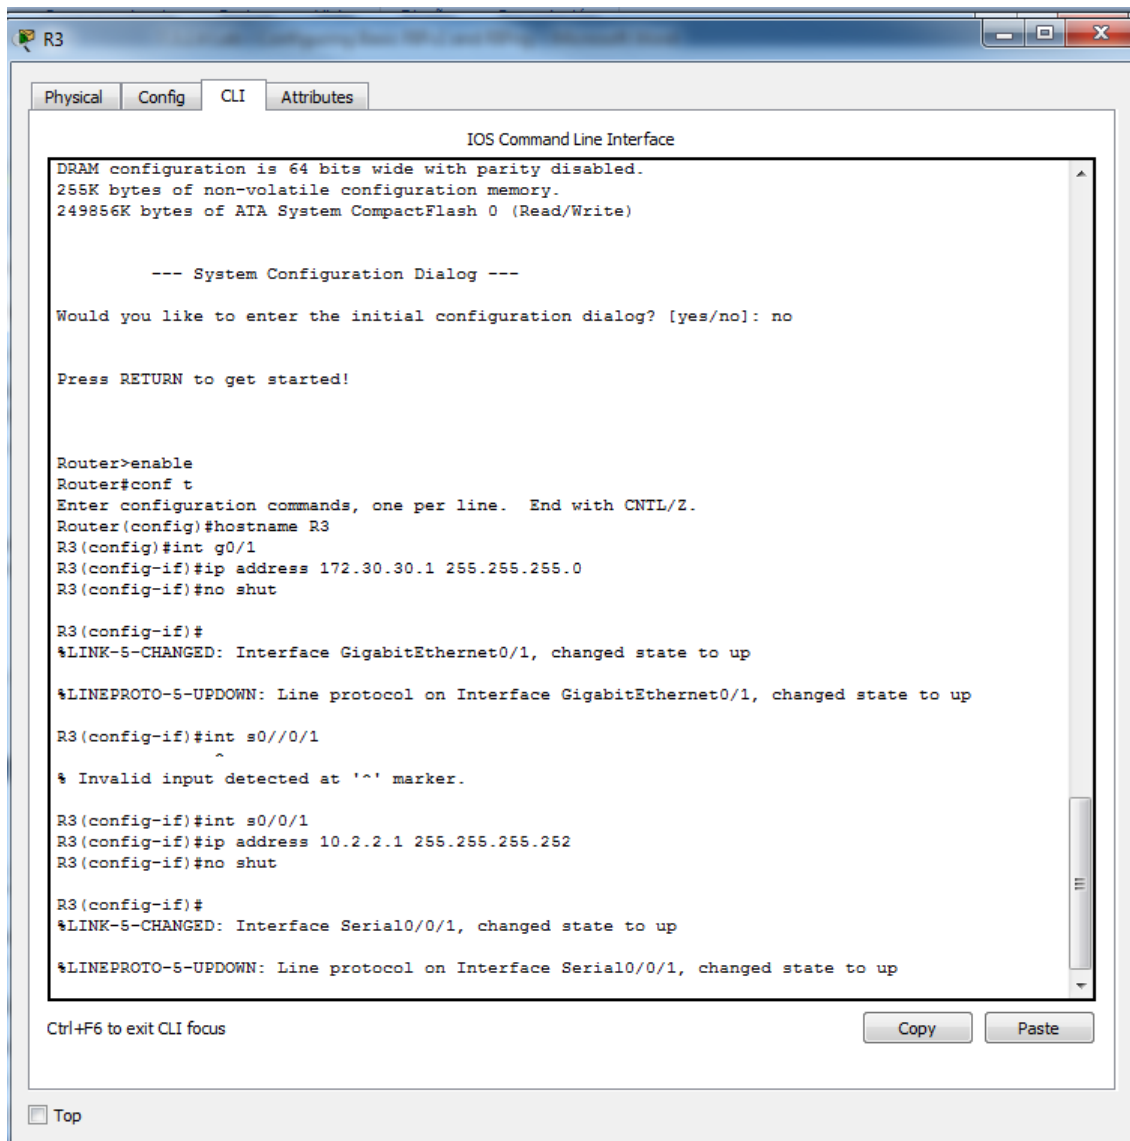 R3
Physical Config CLI Attributes
IOS Command Line Interface
DRAM configuration is 64 bits wide with parity disabled.
255K bytes of non-volatile configuration memory.
249856K bytes of ATA System CompactFlash 0 (Read/Write)
--- System Configuration Dialog ---
Would you like to enter the initial configuration dialog? [yes/no]: no
Press RETURN to get started!
Router>enable
Router#conf t
Enter configuration commands, one per line.  End with CNTL/Z.
Router(config)#hostname R3
R3(config)#int g0/1
R3(config-if)#ip address 172.30.30.1 255.255.255.0
R3(config-if)#no shut
R3(config-if)#
%LINK-5-CHANGED: Interface GigabitEthernet0/1, changed state to up
%LINEPROTO-5-UPDOWN: Line protocol on Interface GigabitEthernet0/1, changed state to up
R3(config-if)#int s0//0/1
^
% Invalid input detected at '^' marker.
R3(config-if)#int s0/0/1
R3(config-if)#ip address 10.2.2.1 255.255.255.252
R3(config-if)#no shut
R3(config-if)#
%LINK-5-CHANGED: Interface Serial0/0/1, changed state to up
%LINEPROTO-5-UPDOWN: Line protocol on Interface Serial0/0/1, changed state to up
Ctrl+F6 to exit CLI focus
Copy Paste
Top